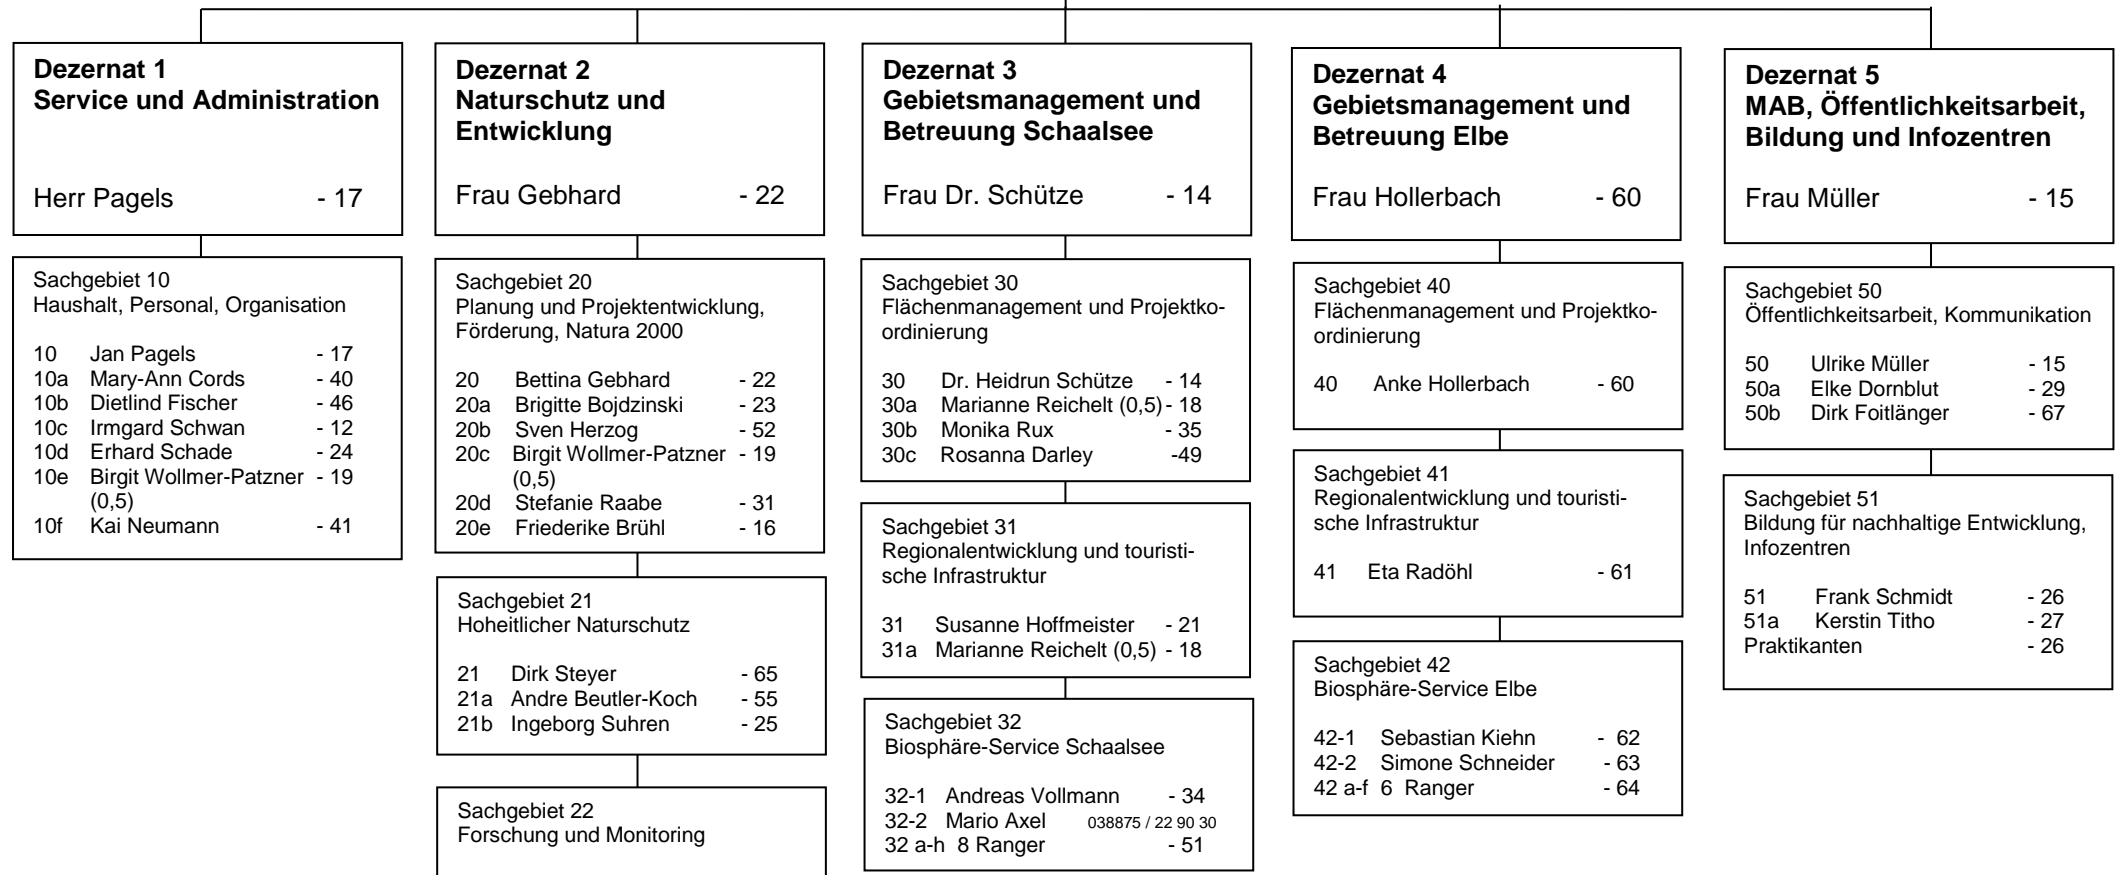 Dezernat 1
Service und Administration
Herr Pagels - 17
Sachgebiet 10
Haushalt, Personal, Organisation
10 Jan Pagels - 17
10a Mary-Ann Cords - 40
10b Dietlind Fischer - 46
10c Irmgard Schwan - 12
10d Erhard Schade - 24
10e Birgit Wollmer-Patzner - 19
(0,5)
10f Kai Neumann - 41
Dezernat 2
Naturschutz und
Entwicklung
Frau Gebhard - 22
Sachgebiet 20
Planung und Projektentwicklung,
Förderung, Natura 2000
20 Bettina Gebhard - 22
20a Brigitte Bojdzinski - 23
20b Sven Herzog - 52
20c Birgit Wollmer-Patzner - 19
(0,5)
20d Stefanie Raabe - 31
20e Friederike Brühl - 16
Sachgebiet 21
Hoheitlicher Naturschutz
21 Dirk Steyer - 65
21a Andre Beutler-Koch - 55
21b Ingeborg Suhren - 25
Sachgebiet 22
Forschung und Monitoring
Dezernat 3
Gebietsmanagement und
Betreuung Schaalsee
Frau Dr. Schütze - 14
Sachgebiet 30
Flächenmanagement und Projektko-
ordinierung
30 Dr. Heidrun Schütze - 14
30a Marianne Reichelt (0,5) - 18
30b Monika Rux - 35
30c Rosanna Darley -49
Sachgebiet 31
Regionalentwicklung und touristi-
sche Infrastruktur
31 Susanne Hoffmeister - 21
31a Marianne Reichelt (0,5) - 18
Sachgebiet 32
Biosphäre-Service Schaalsee
32-1 Andreas Vollmann - 34
32-2 Mario Axel 038875 / 22 90 30
32 a-h 8 Ranger - 51
Dezernat 4
Gebietsmanagement und
Betreuung Elbe
Frau Hollerbach - 60
Sachgebiet 40
Flächenmanagement und Projektko-
ordinierung
40 Anke Hollerbach - 60
Sachgebiet 41
Regionalentwicklung und touristi-
sche Infrastruktur
41 Eta Radöhl - 61
Sachgebiet 42
Biosphäre-Service Elbe
42-1 Sebastian Kiehn - 62
42-2 Simone Schneider - 63
42 a-f 6 Ranger - 64
Dezernat 5
MAB, Öffentlichkeitsarbeit,
Bildung und Infozentren
Frau Müller - 15
Sachgebiet 50
Öffentlichkeitsarbeit, Kommunikation
50 Ulrike Müller - 15
50a Elke Dornblut - 29
50b Dirk Foitlänger - 67
Sachgebiet 51
Bildung für nachhaltige Entwicklung,
Infozentren
51 Frank Schmidt - 26
51a Kerstin Titho - 27
Praktikanten - 26